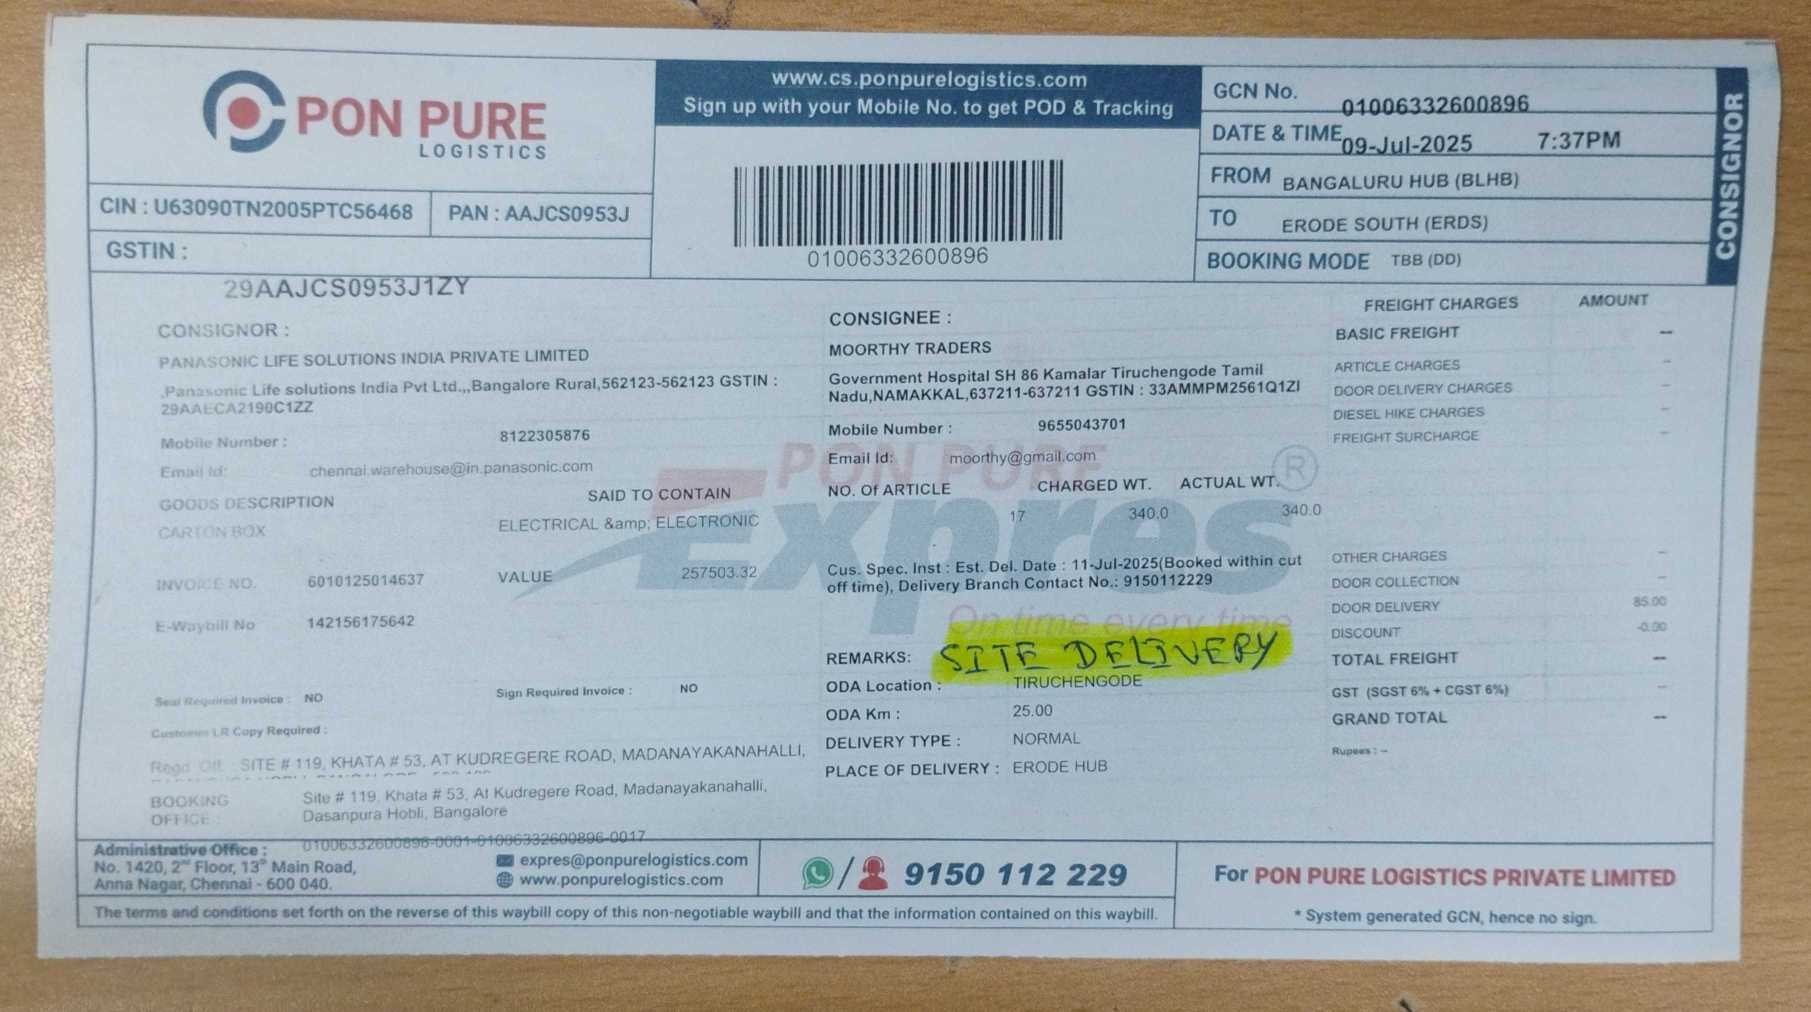 PON PURE
LOGISTICS
CIN : U63090TN2005PTC56468
PAN : AAJCS0953J
GSTIN :
29AAJCS0953J1ZY
www.cs.ponpurelogistics.com
Sign up with your Mobile No. to get POD & Tracking
01006332600896
GCN No. 01006332600896
DATE & TIME 09-Jul-2025 7:37PM
FROM BANGALURU HUB (BLHB)
TO ERODE SOUTH (ERDS)
BOOKING MODE TBB (DD)
CONSIGNOR
CONSIGNOR :
PANASONIC LIFE SOLUTIONS INDIA PRIVATE LIMITED
,Panasonic Life solutions India Pvt Ltd.,,Bangalore Rural,562123-562123 GSTIN :
29AAECA2190C1ZZ
Mobile Number : 8122305876
Email Id: chennai.warehouse@in.panasonic.com
GOODS DESCRIPTION SAID TO CONTAIN
CARTON BOX ELECTRICAL &amp; ELECTRONIC
INVOICE NO. 6010125014637 VALUE 257503.32
E-Waybill No 142156175642
Seal Required Invoice : NO Sign Required Invoice : NO
Customer LR Copy Required :
Regd Off : SITE # 119, KHATA # 53, AT KUDREGERE ROAD, MADANAYAKANAHALLI,
BOOKING OFFICE : Site # 119, Khata # 53, At Kudregere Road, Madanayakanahalli,
Dasanpura Hobli, Bangalore
01006332600896-0001-01006332600896-0017
CONSIGNEE :
MOORTHY TRADERS
Government Hospital SH 86 Kamalar Tiruchengode Tamil
Nadu,NAMAKKAL,637211-637211 GSTIN : 33AMMPM2561Q1ZI
Mobile Number : 9655043701
Email Id: moorthy@gmail.com
NO. Of ARTICLE CHARGED WT. ACTUAL WT.
17 340.0 340.0
PON PURE
Expres ®
On time every time
Cus. Spec. Inst : Est. Del. Date : 11-Jul-2025(Booked within cut
off time), Delivery Branch Contact No.: 9150112229
REMARKS: SITE DELIVERY
ODA Location : TIRUCHENGODE
ODA Km : 25.00
DELIVERY TYPE : NORMAL
PLACE OF DELIVERY : ERODE HUB
FREIGHT CHARGES AMOUNT
BASIC FREIGHT --
ARTICLE CHARGES -
DOOR DELIVERY CHARGES -
DIESEL HIKE CHARGES -
FREIGHT SURCHARGE -
OTHER CHARGES -
DOOR COLLECTION -
DOOR DELIVERY 85.00
DISCOUNT -0.00
TOTAL FREIGHT --
GST (SGST 6% + CGST 6%) -
GRAND TOTAL --
Rupees : --
Administrative Office :
No. 1420, 2nd Floor, 13th Main Road,
Anna Nagar, Chennai - 600 040.
expres@ponpurelogistics.com
www.ponpurelogistics.com
/ 9150 112 229
The terms and conditions set forth on the reverse of this waybill copy of this non-negotiable waybill and that the information contained on this waybill.
For PON PURE LOGISTICS PRIVATE LIMITED
* System generated GCN, hence no sign.